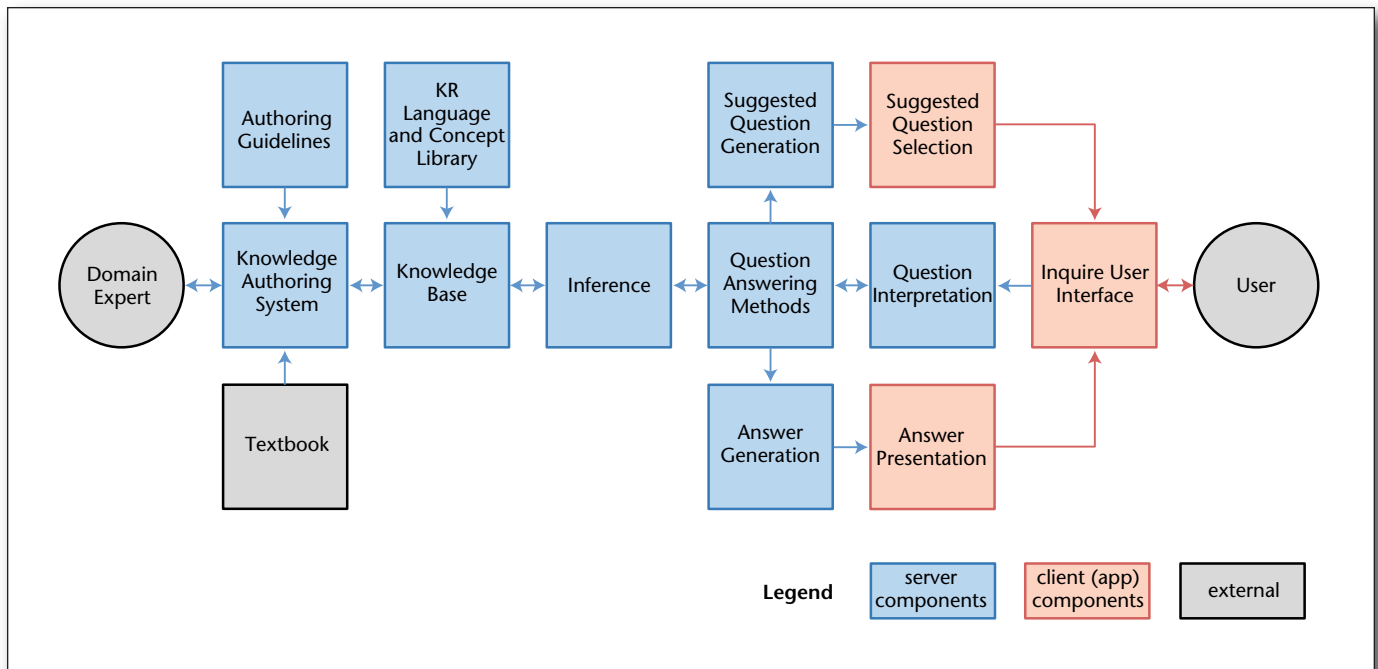 Authoring
Guidelines
KR
Language
and Concept
Library
Suggested
Question
Generation
Suggested
Question
Selection
Domain
Expert
Knowledge
Authoring
System
Knowledge
Base
Inference
Question
Answering
Methods
Question
Interpretation
Inquire User
Interface
User
Textbook
Answer
Generation
Answer
Presentation
Legend
server
components
client (app)
components
external